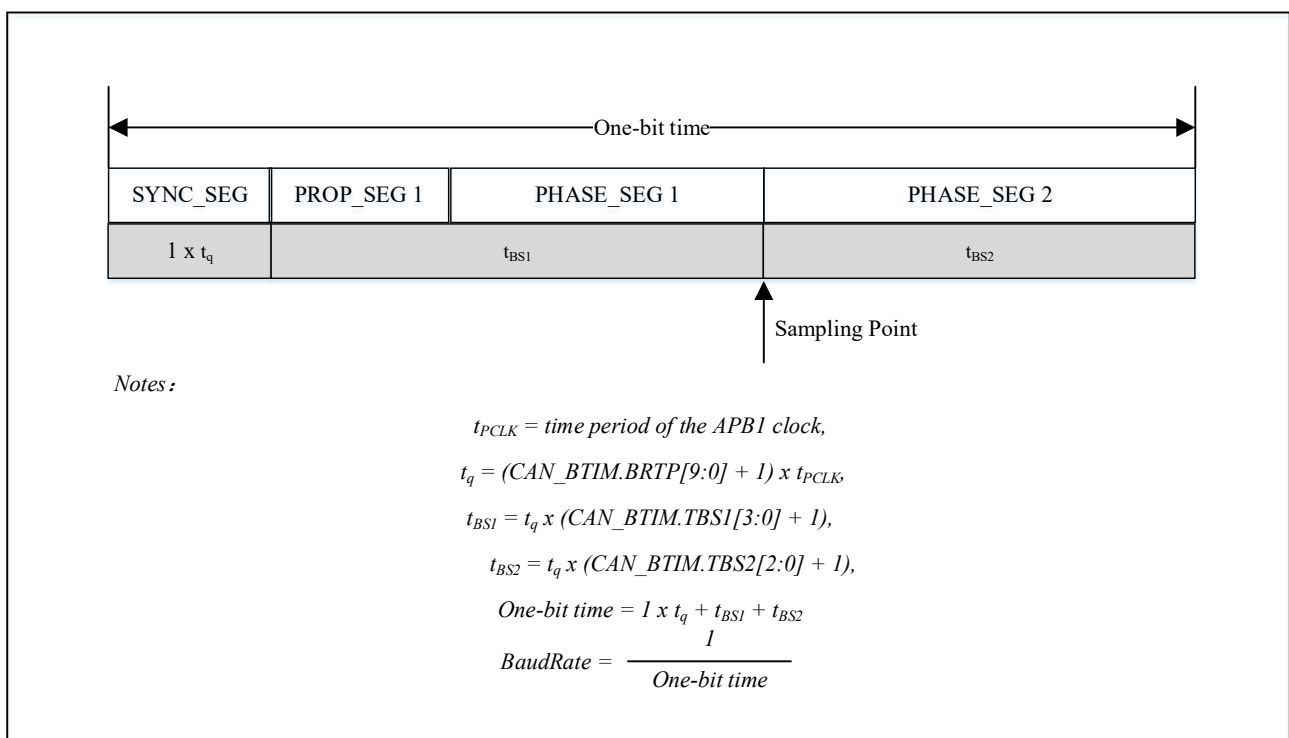 One-bit time
SYNC_SEG PROP_SEG 1 PHASE_SEG 1 PHASE_SEG 2
1 x tq tBS1 tBS2
Sampling Point
Notes：
tPCLK = time period of the APB1 clock,
tq = (CAN_BTIM.BRTP[9:0] + 1) x tPCLK,
tBS1 = tq x (CAN_BTIM.TBS1[3:0] + 1),
tBS2 = tq x (CAN_BTIM.TBS2[2:0] + 1),
One-bit time = 1 x tq + tBS1 + tBS2
1
BaudRate =
One-bit time